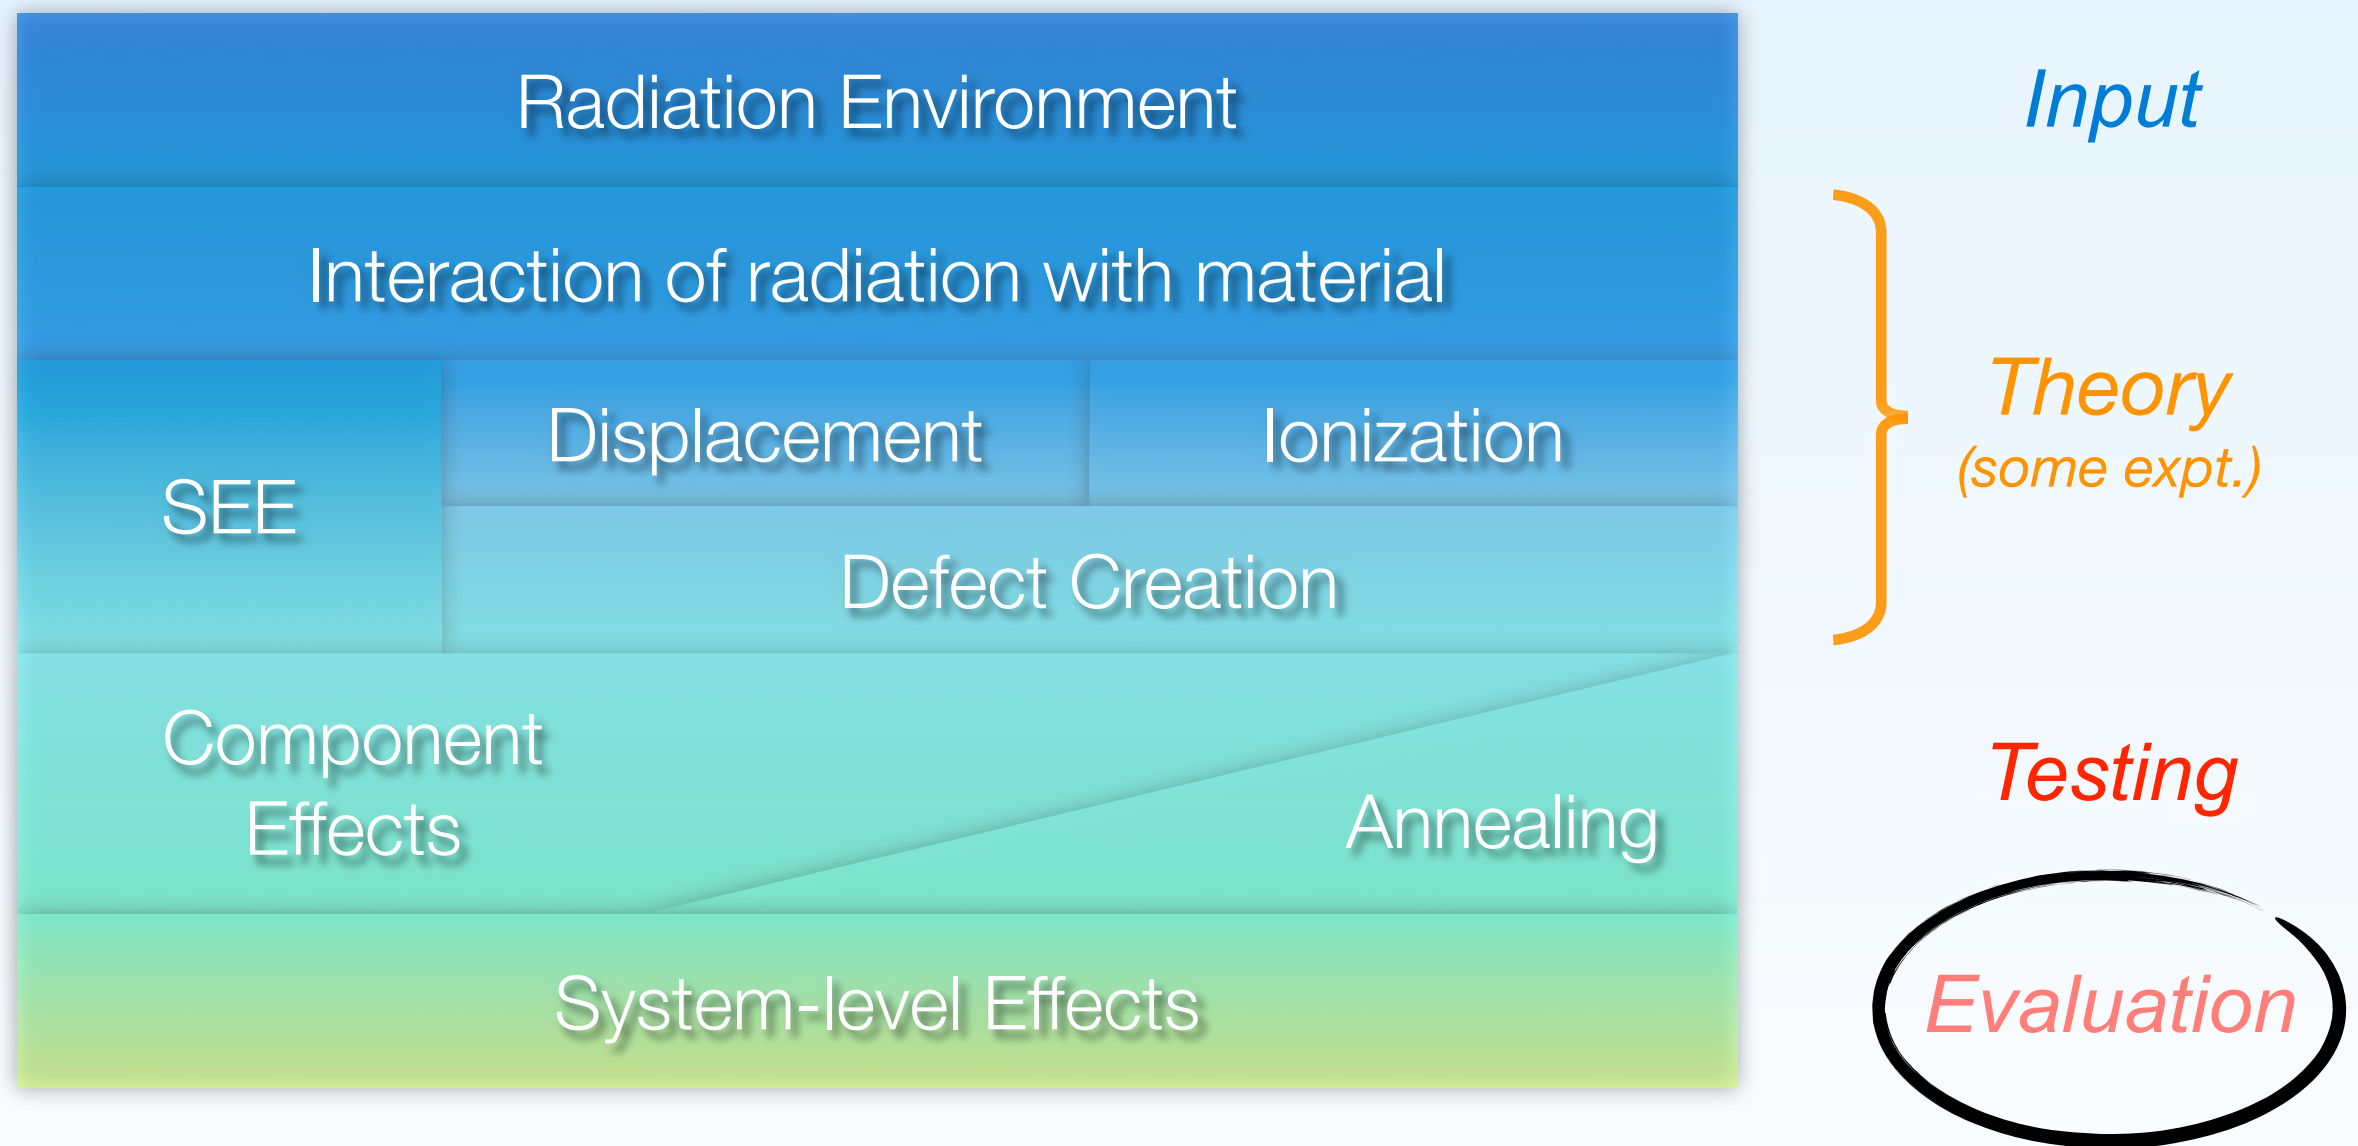 Radiation Environment
Input
Interaction of radiation with material
SEE
Displacement
Ionization
Defect Creation
Theory
(some expt.)
Component
Effects
Annealing
Testing
System-level Effects
Evaluation